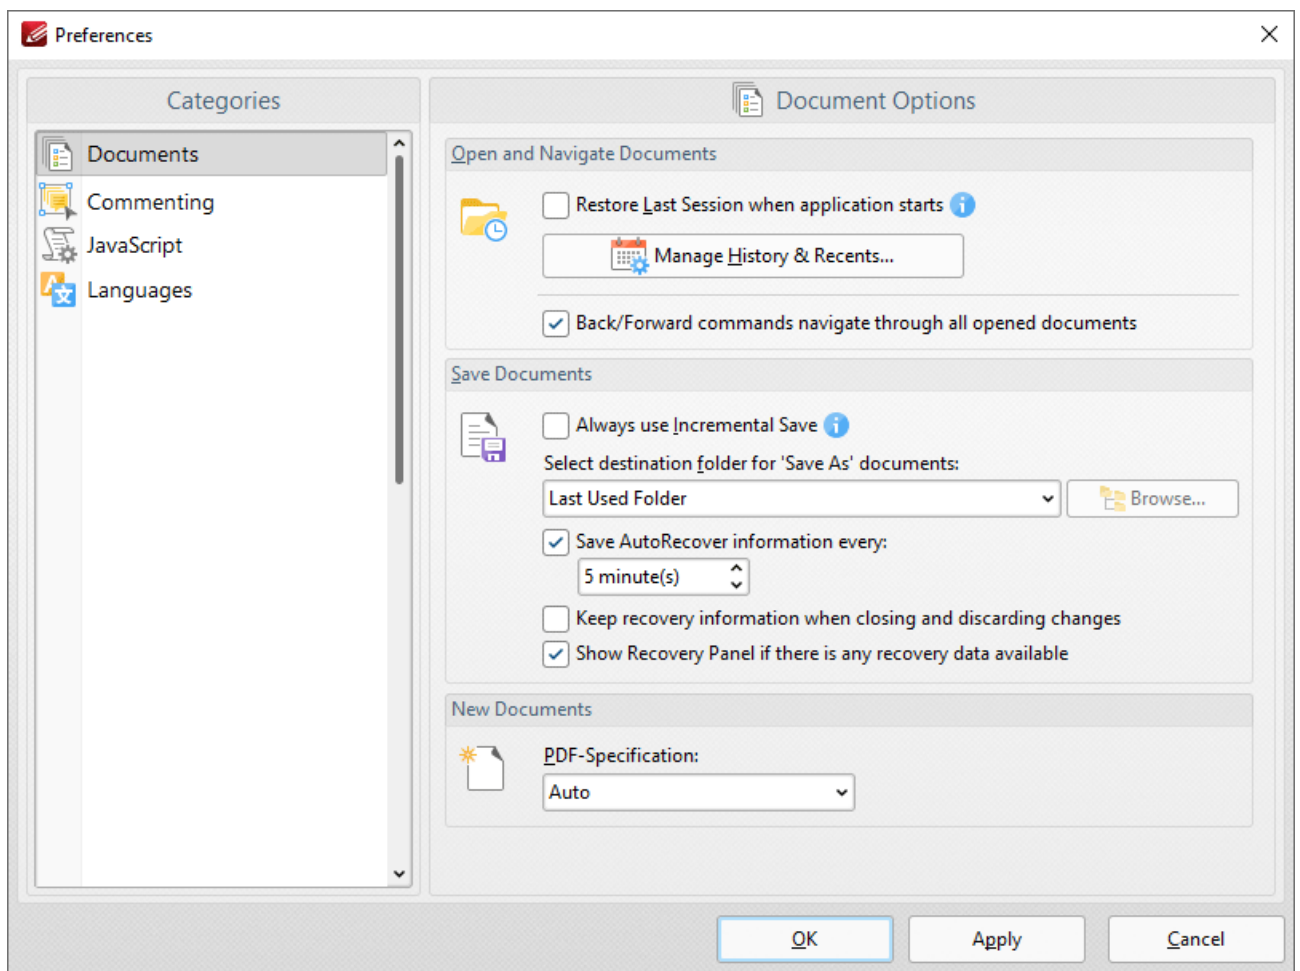 Preferences
Categories
Documents
Commenting
JavaScript
Languages
Document Options
Open and Navigate Documents
Restore Last Session when application starts
Manage History & Recents...
Back/Forward commands navigate through all opened documents
Save Documents
Always use Incremental Save
Select destination folder for 'Save As' documents:
Last Used Folder
Browse...
Save AutoRecover information every:
5 minute(s)
Keep recovery information when closing and discarding changes
Show Recovery Panel if there is any recovery data available
New Documents
PDF-Specification:
Auto
OK
Apply
Cancel